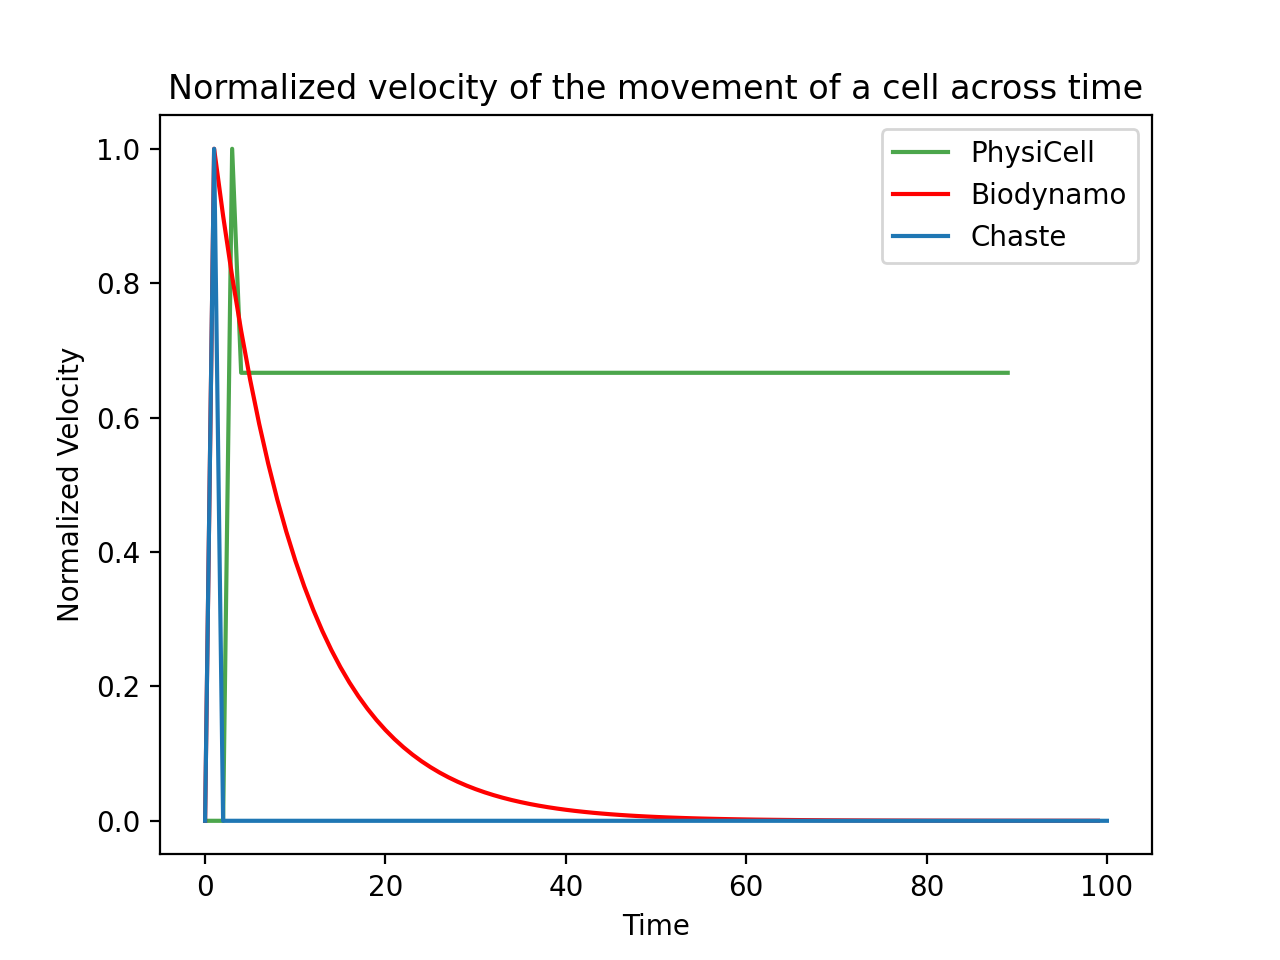 Normalized velocity of the movement of a cell across time
PhysiCell
Biodynamo
Chaste
Normalized Velocity
1.0
0.8
0.6
0.4
0.2
0.0
0 20 40 60 80 100
Time